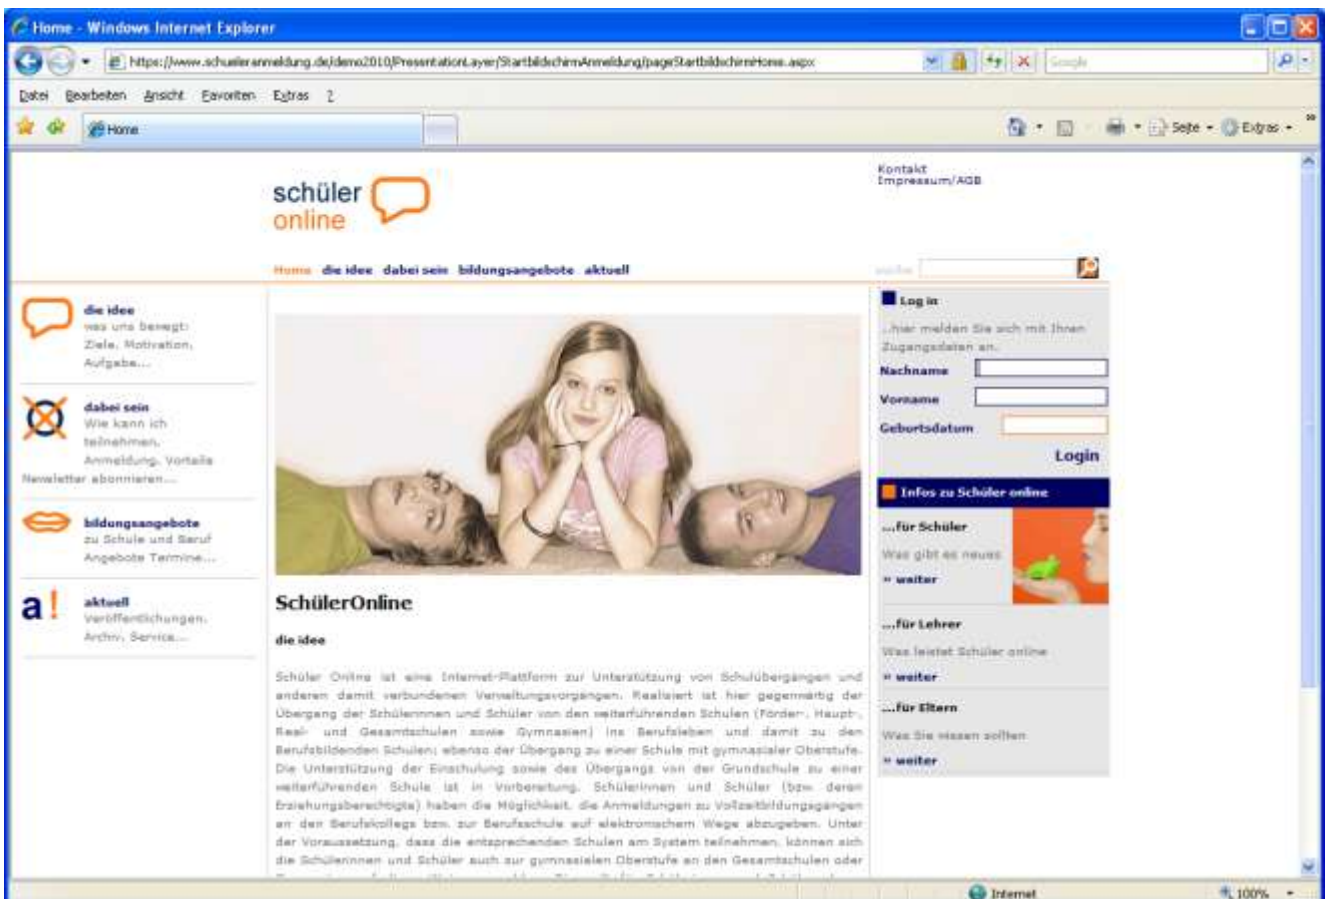 Home - Windows Internet Explorer
https://www.schueleranmeldung.de/demo2010/PresentationLayer/StartbildschirmAnmeldung/pageStartbildschirmHome.aspx
Google
Datei Bearbeiten Ansicht Favoriten Extras ?
Home
Seite
Extras
Kontakt
Impressum/AGB
schüler
online
Home die idee dabei sein bildungsangebote aktuell
suche
die idee
was uns bewegt:
Ziele, Motivation,
Aufgabe...
dabei sein
Wie kann ich
teilnehmen,
Anmeldung, Vorteile
Newsletter abonnieren...
bildungsangebote
zu Schule und Beruf
Angebote Termine...
a! aktuell
Veröffentlichungen,
Archiv, Service...
SchülerOnline
die idee
Schüler Online ist eine Internet-Plattform zur Unterstützung von Schulübergängen und
anderen damit verbundenen Verwaltungsvorgängen. Realisiert ist hier gegenwärtig der
Übergang der Schülerinnen und Schüler von den weiterführenden Schulen (Förder-, Haupt-,
Real- und Gesamtschulen sowie Gymnasien) ins Berufsleben und damit zu den
Berufsbildenden Schulen; ebenso der Übergang zu einer Schule mit gymnasialer Oberstufe.
Die Unterstützung der Einschulung sowie des Übergangs von der Grundschule zu einer
weiterführenden Schule ist in Vorbereitung. Schülerinnen und Schüler (bzw. deren
Erziehungsberechtigte) haben die Möglichkeit, die Anmeldungen zu Vollzeitbildungsgängen
an den Berufskollegs bzw. zur Berufsschule auf elektronischem Wege abzugeben. Unter
der Voraussetzung, dass die entsprechenden Schulen am System teilnehmen, können sich
die Schülerinnen und Schüler auch zur gymnasialen Oberstufe an den Gesamtschulen oder
Log in
...hier melden Sie sich mit Ihren
Zugangsdaten an.
Nachname
Vorname
Geburtsdatum
Login
Infos zu Schüler online
...für Schüler
Was gibt es neues
» weiter
...für Lehrer
Was leistet Schüler online
» weiter
...für Eltern
Was Sie wissen sollten
» weiter
Internet
100%